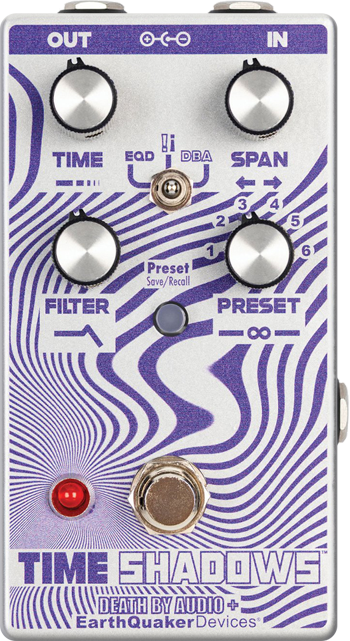 OUT IN
TIME EQD !¡ DBA SPAN
1 2 3 4 5 6
Preset
Save/Recall
FILTER PRESET
∞
TIME SHADOWS™
DEATH BY AUDIO +
EarthQuakerDevices®